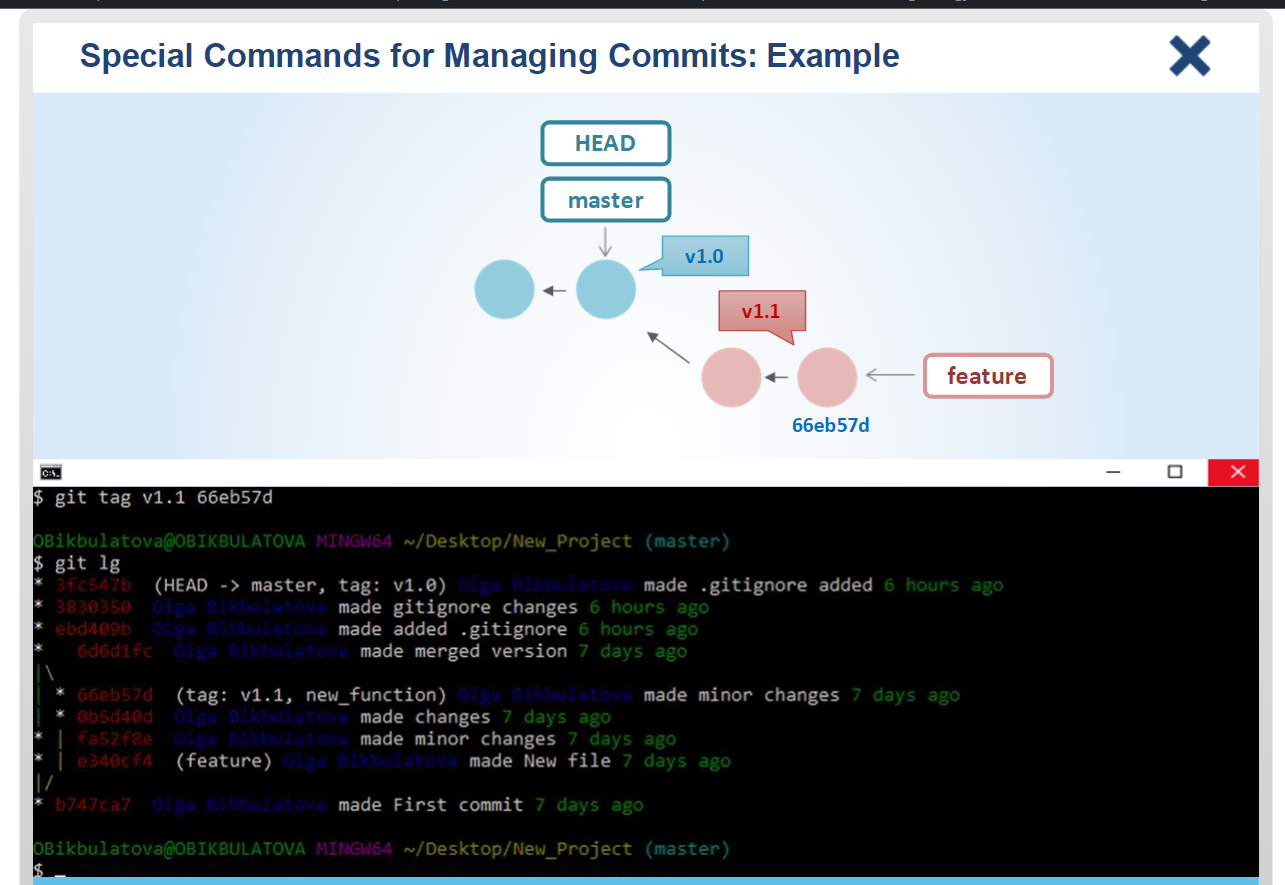 Special Commands for Managing Commits: Example
HEAD
master
v1.0
v1.1
feature
66eb57d
C:\.
$ git tag v1.1 66eb57d
OBikbulatova@OBIKBULATOVA MINGW64 ~/Desktop/New_Project (master)
$ git lg
* 3fc547b (HEAD -> master, tag: v1.0) Olga Bikbulatova made .gitignore added 6 hours ago
* 3830350 Olga Bikbulatova made gitignore changes 6 hours ago
* ebd409b Olga Bikbulatova made added .gitignore 6 hours ago
*   6d6d1fc Olga Bikbulatova made merged version 7 days ago
|\
| * 66eb57d (tag: v1.1, new_function) Olga Bikbulatova made minor changes 7 days ago
| * 0b5d40d Olga Bikbulatova made changes 7 days ago
* | fa52f8e Olga Bikbulatova made minor changes 7 days ago
* | e340cf4 (feature) Olga Bikbulatova made New file 7 days ago
|/
* b747ca7 Olga Bikbulatova made First commit 7 days ago
OBikbulatova@OBIKBULATOVA MINGW64 ~/Desktop/New_Project (master)
$ _